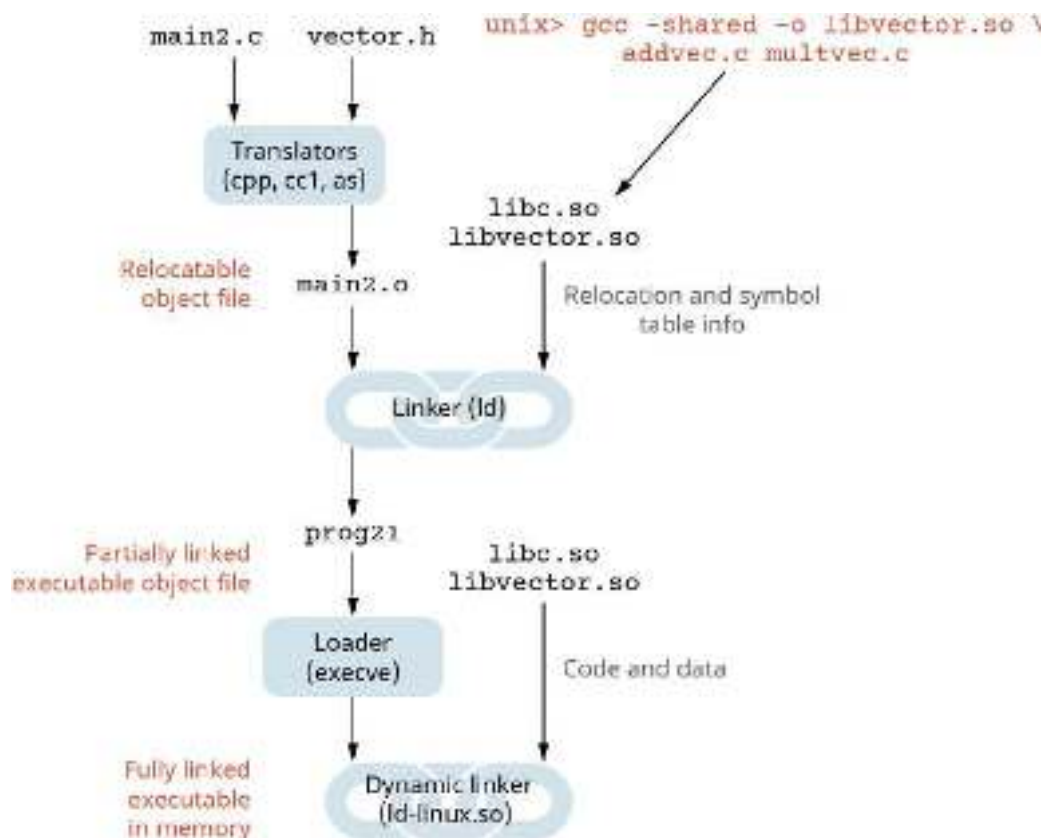 main2.c vector.h
unix> gcc -shared -o libvector.so \
addvec.c multvec.c
Translators
(cpp, cc1, as)
libc.so
libvector.so
Relocatable
object file
main2.o
Relocation and symbol
table info
Linker (ld)
prog21
Partially linked
executable object file
libc.so
libvector.so
Loader
(execve)
Code and data
Fully linked
executable
in memory
Dynamic linker
(ld-linux.so)